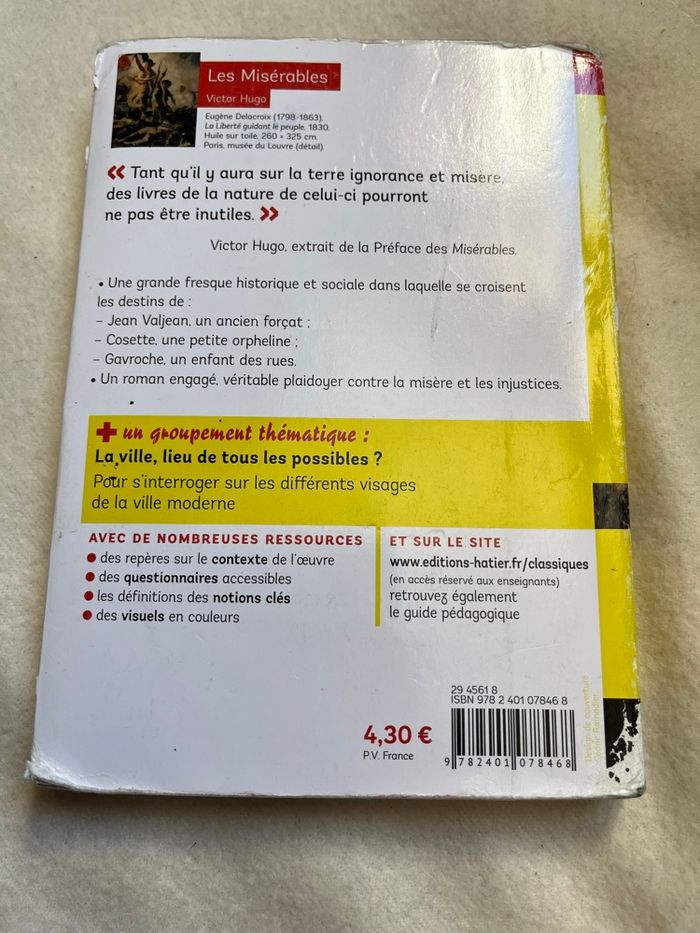 Les Misérables
Victor Hugo
Eugène Delacroix (1798-1863).
La Liberté guidant le peuple, 1830.
Huile sur toile, 260 × 325 cm.
Paris, musée du Louvre (détail).
« Tant qu'il y aura sur la terre ignorance et misère,
des livres de la nature de celui-ci pourront
ne pas être inutiles. »
Victor Hugo, extrait de la Préface des Misérables.
• Une grande fresque historique et sociale dans laquelle se croisent
les destins de :
– Jean Valjean, un ancien forçat ;
– Cosette, une petite orpheline ;
– Gavroche, un enfant des rues.
• Un roman engagé, véritable plaidoyer contre la misère et les injustices.
+ un groupement thématique :
La ville, lieu de tous les possibles ?
Pour s'interroger sur les différents visages
de la ville moderne
AVEC DE NOMBREUSES RESSOURCES
• des repères sur le contexte de l'œuvre
• des questionnaires accessibles
• les définitions des notions clés
• des visuels en couleurs
ET SUR LE SITE
www.editions-hatier.fr/classiques
(en accès réservé aux enseignants)
retrouvez également
le guide pédagogique
4,30 €
P.V. France
29 4561 8
ISBN 978 2 401 07846 8
9 782401 078468
Design de couverture
Cédric Ramadier